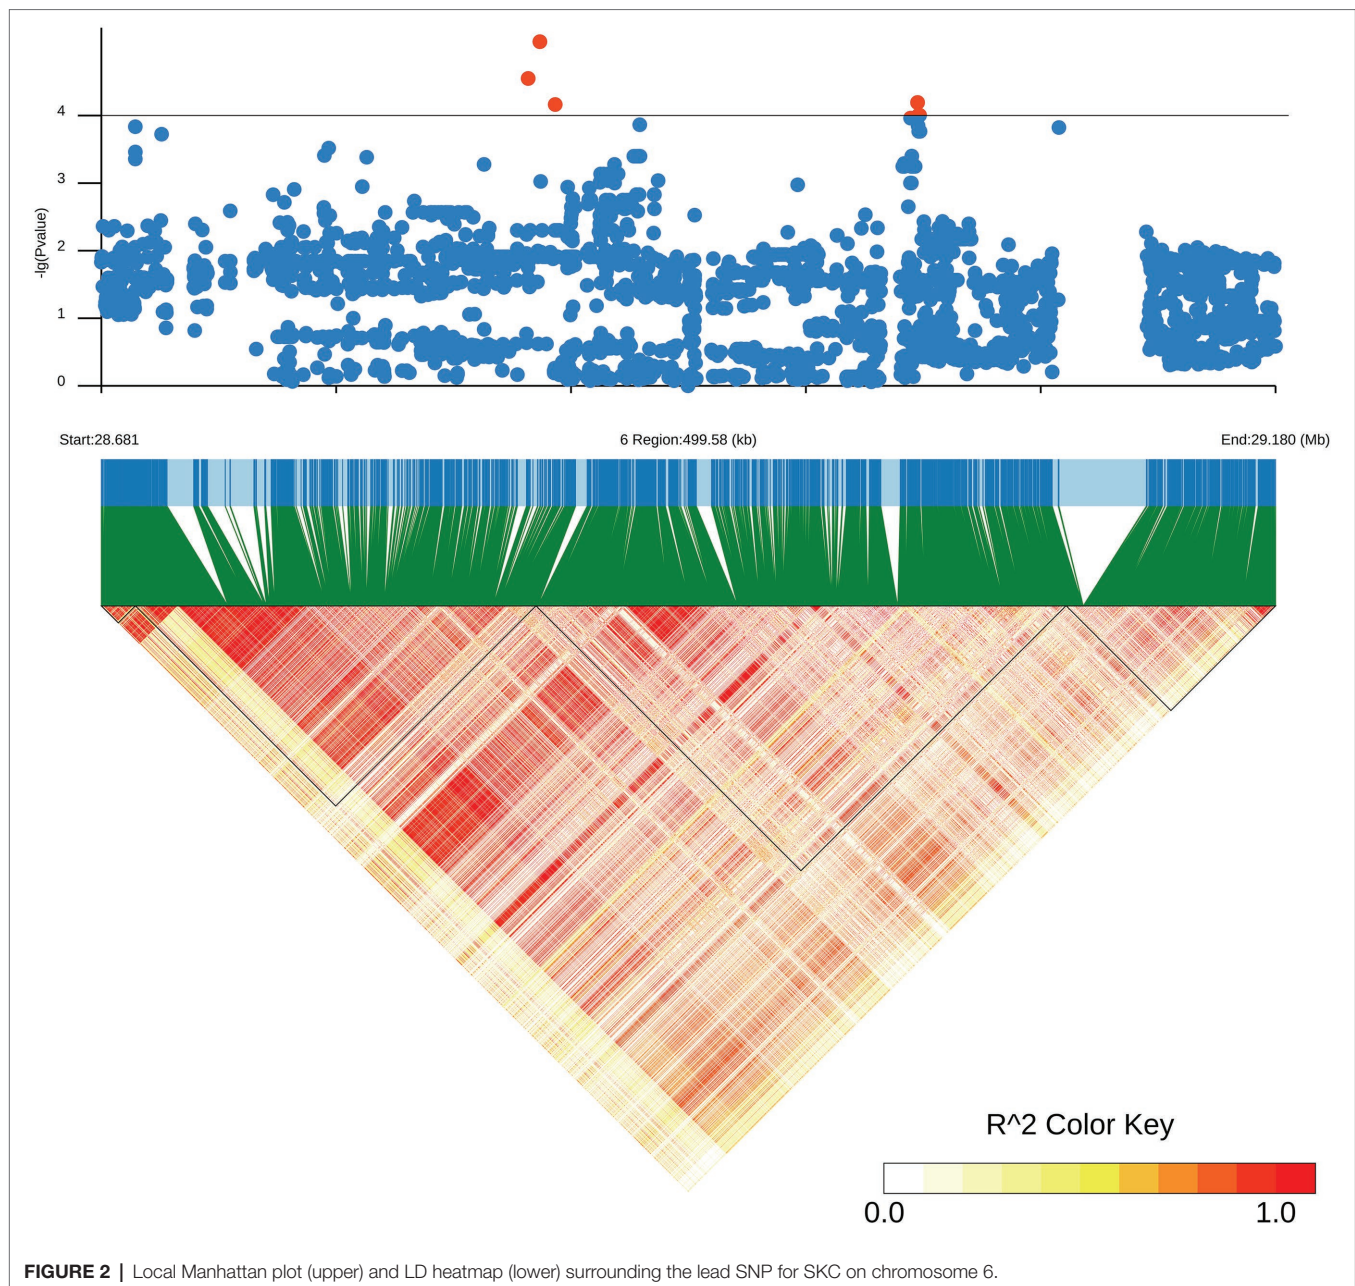 4
3
2
1
0
-lg(Pvalue)
Start:28.681 6 Region:499.58 (kb) End:29.180 (Mb)
R^2 Color Key
0.0 1.0
FIGURE 2 | Local Manhattan plot (upper) and LD heatmap (lower) surrounding the lead SNP for SKC on chromosome 6.